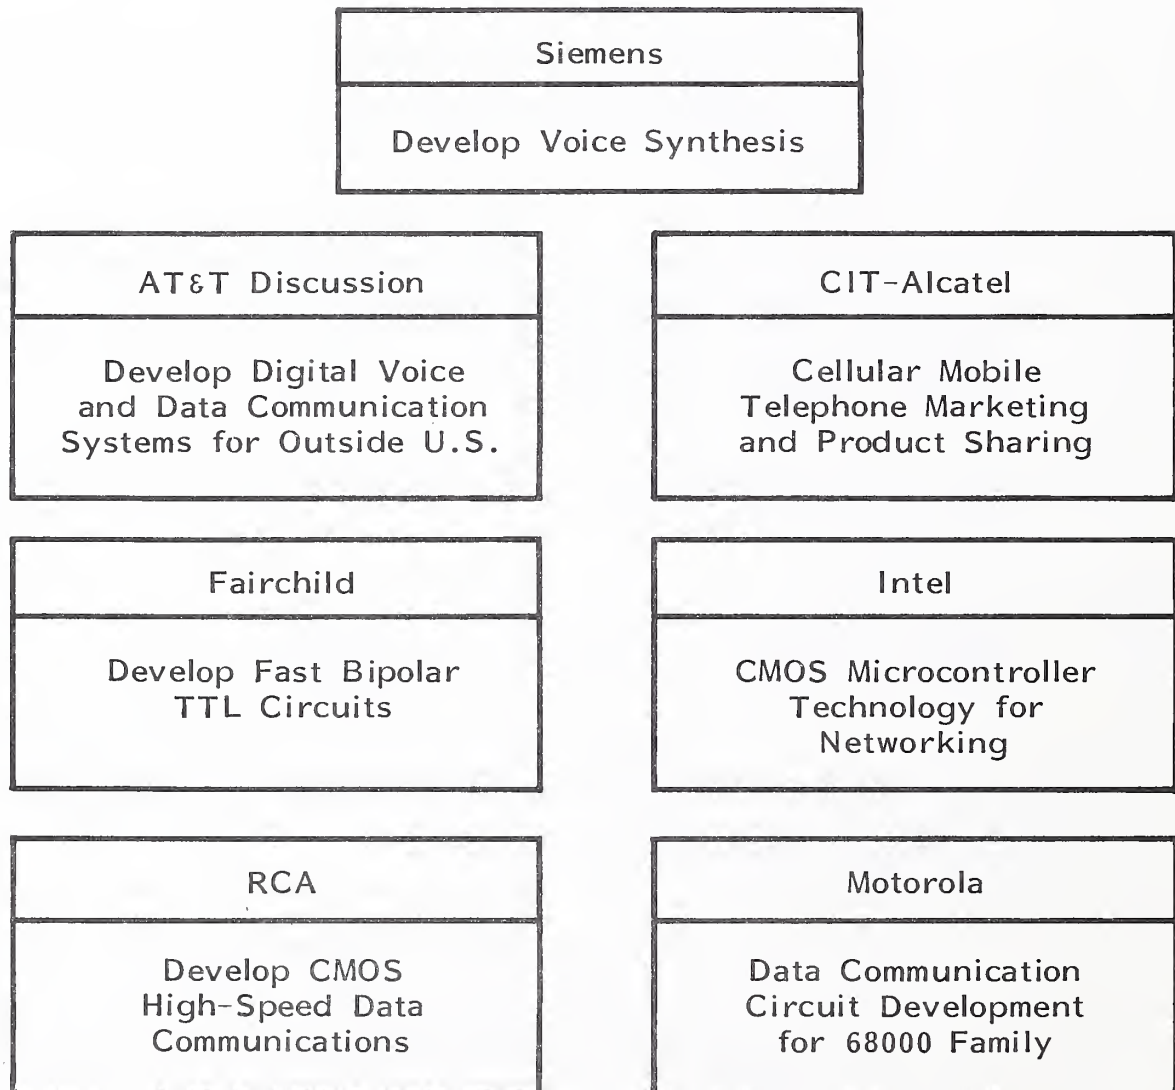 Siemens
Develop Voice Synthesis
AT&T Discussion
Develop Digital Voice
and Data Communication
Systems for Outside U.S.
CIT-Alcatel
Cellular Mobile
Telephone Marketing
and Product Sharing
Fairchild
Develop Fast Bipolar
TTL Circuits
Intel
CMOS Microcontroller
Technology for
Networking
RCA
Develop CMOS
High-Speed Data
Communications
Motorola
Data Communication
Circuit Development
for 68000 Family